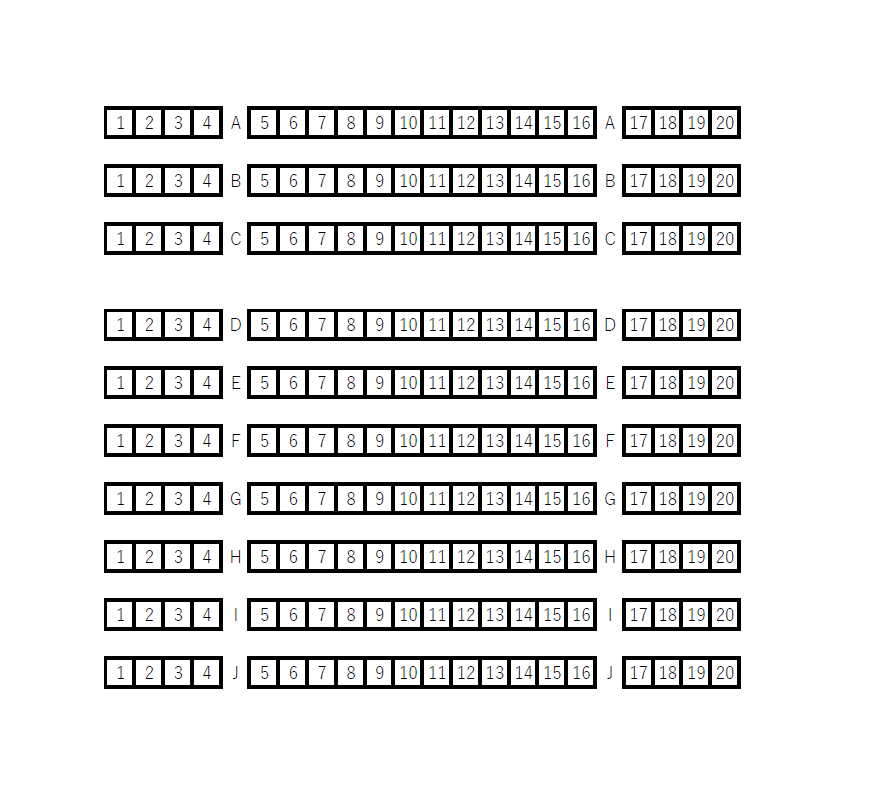 1 2 3 4 A 5 6 7 8 9 10 11 12 13 14 15 16 A 17 18 19 20
1 2 3 4 B 5 6 7 8 9 10 11 12 13 14 15 16 B 17 18 19 20
1 2 3 4 C 5 6 7 8 9 10 11 12 13 14 15 16 C 17 18 19 20
1 2 3 4 D 5 6 7 8 9 10 11 12 13 14 15 16 D 17 18 19 20
1 2 3 4 E 5 6 7 8 9 10 11 12 13 14 15 16 E 17 18 19 20
1 2 3 4 F 5 6 7 8 9 10 11 12 13 14 15 16 F 17 18 19 20
1 2 3 4 G 5 6 7 8 9 10 11 12 13 14 15 16 G 17 18 19 20
1 2 3 4 H 5 6 7 8 9 10 11 12 13 14 15 16 H 17 18 19 20
1 2 3 4 I 5 6 7 8 9 10 11 12 13 14 15 16 I 17 18 19 20
1 2 3 4 J 5 6 7 8 9 10 11 12 13 14 15 16 J 17 18 19 20